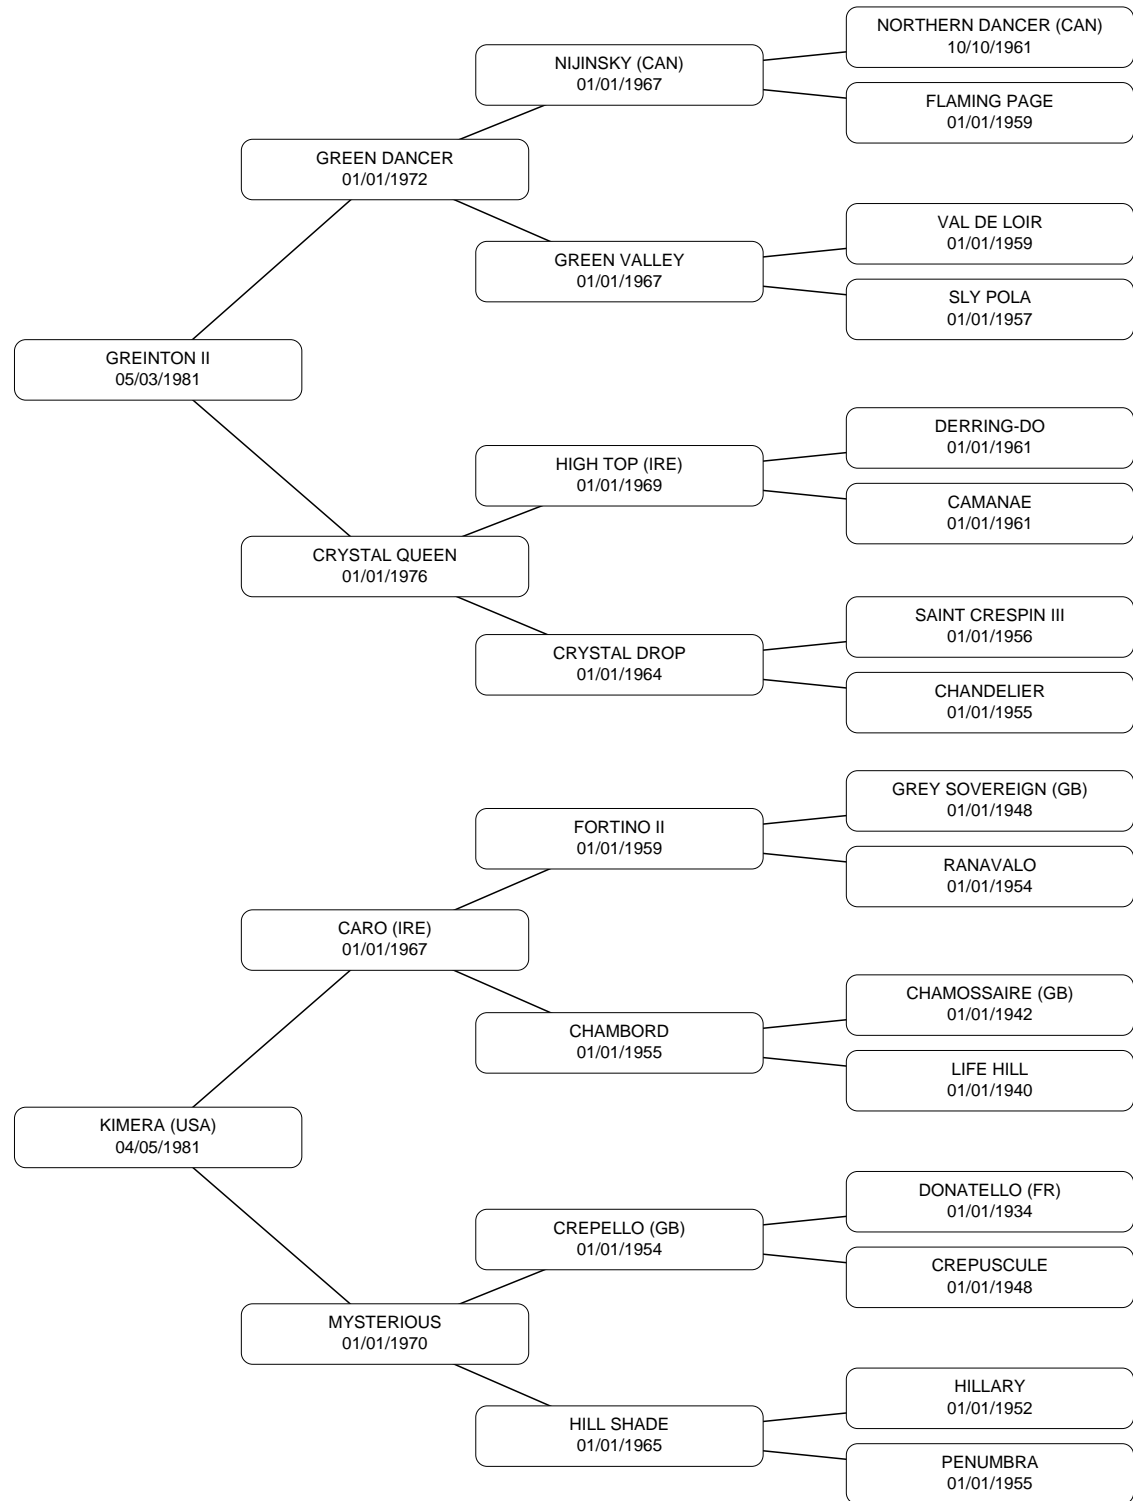 NORTHERN DANCER (CAN)
10/10/1961
NIJINSKY (CAN)
01/01/1967
FLAMING PAGE
01/01/1959
GREEN DANCER
01/01/1972
VAL DE LOIR
01/01/1959
GREEN VALLEY
01/01/1967
SLY POLA
01/01/1957
GREINTON II
05/03/1981
DERRING-DO
01/01/1961
HIGH TOP (IRE)
01/01/1969
CAMANAE
01/01/1961
CRYSTAL QUEEN
01/01/1976
SAINT CRESPIN III
01/01/1956
CRYSTAL DROP
01/01/1964
CHANDELIER
01/01/1955
GREY SOVEREIGN (GB)
01/01/1948
FORTINO II
01/01/1959
RANAVALO
01/01/1954
CARO (IRE)
01/01/1967
CHAMOSSAIRE (GB)
01/01/1942
CHAMBORD
01/01/1955
LIFE HILL
01/01/1940
KIMERA (USA)
04/05/1981
DONATELLO (FR)
01/01/1934
CREPELLO (GB)
01/01/1954
CREPUSCULE
01/01/1948
MYSTERIOUS
01/01/1970
HILLARY
01/01/1952
HILL SHADE
01/01/1965
PENUMBRA
01/01/1955